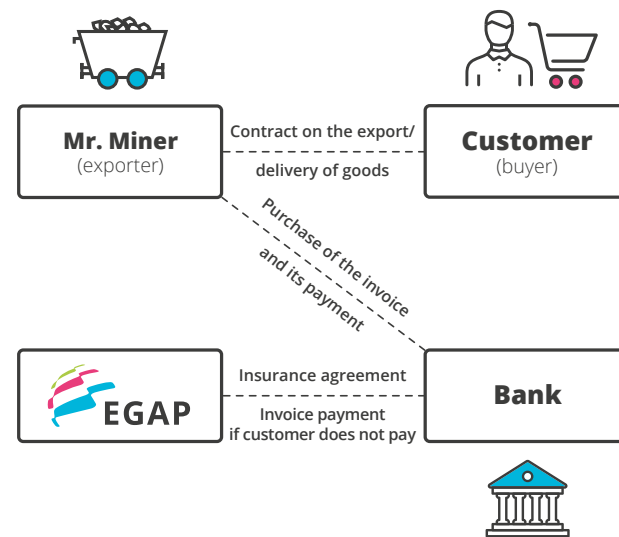 Mr. Miner
(exporter)
Contract on the export/
delivery of goods
Customer
(buyer)
Purchase of the invoice
and its payment
EGAP
Insurance agreement
Invoice payment
if customer does not pay
Bank